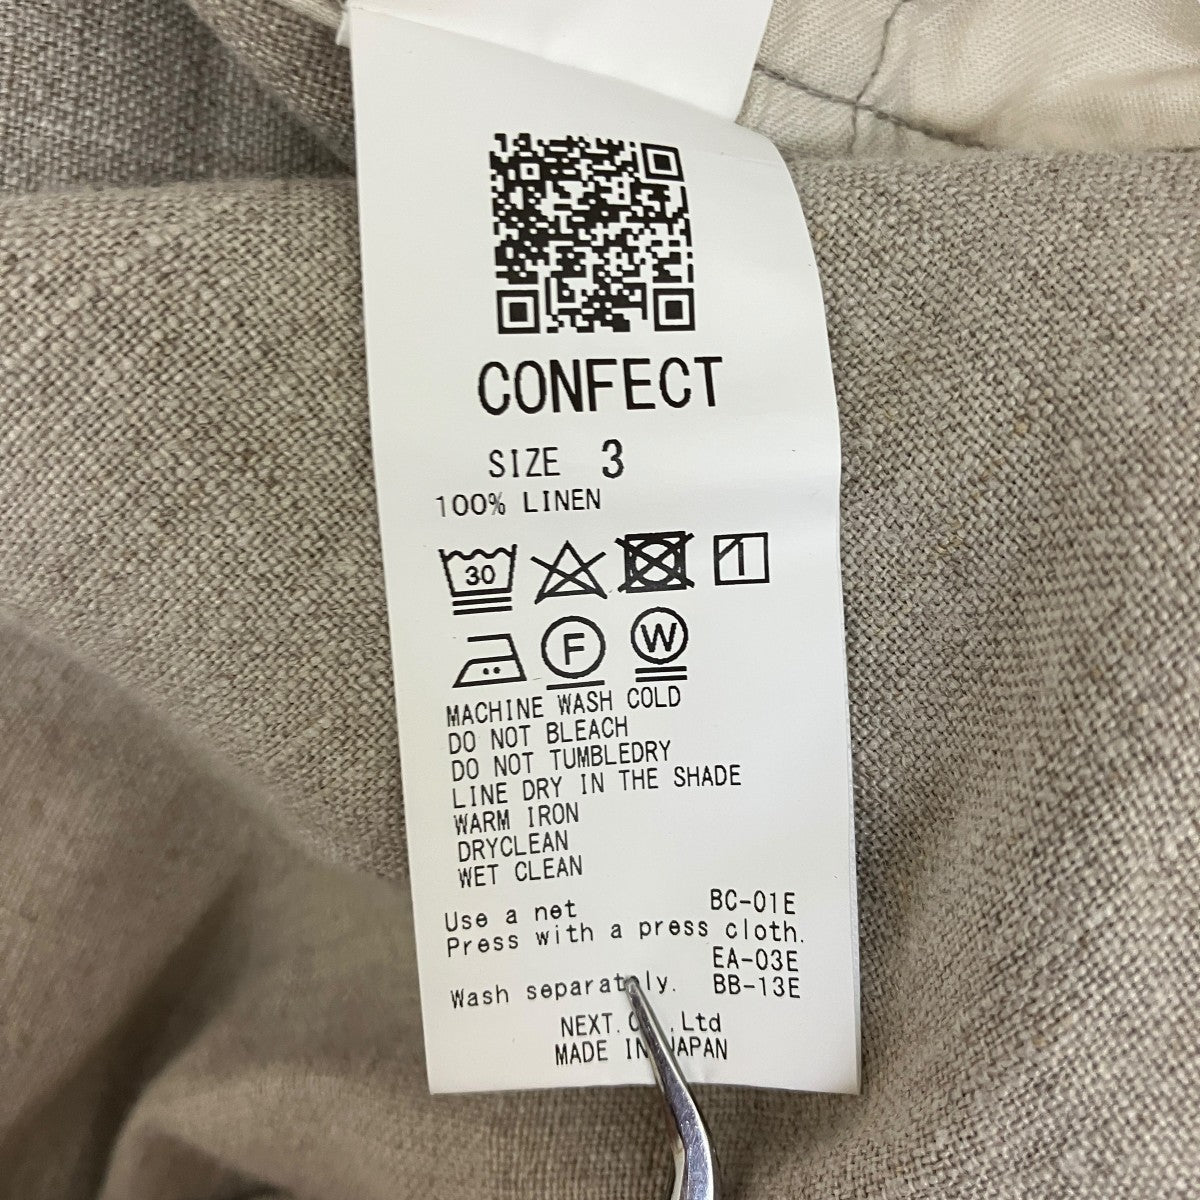 CONFECT
SIZE 3
100% LINEN
30
F W
MACHINE WASH COLD
DO NOT BLEACH
DO NOT TUMBLEDRY
LINE DRY IN THE SHADE
WARM IRON
DRYCLEAN
WET CLEAN
Use a net BC-01E
Press with a press cloth.
EA-03E
Wash separately. BB-13E
NEXT. ,Ltd
MADE IN JAPAN